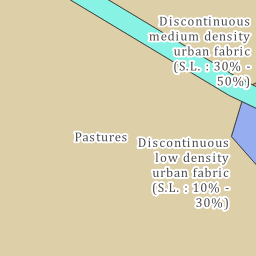 Discontinuous
medium density
urban fabric
(S.L. : 30% -
50%)
Pastures
Discontinuous
low density
urban fabric
(S.L. : 10% -
30%)